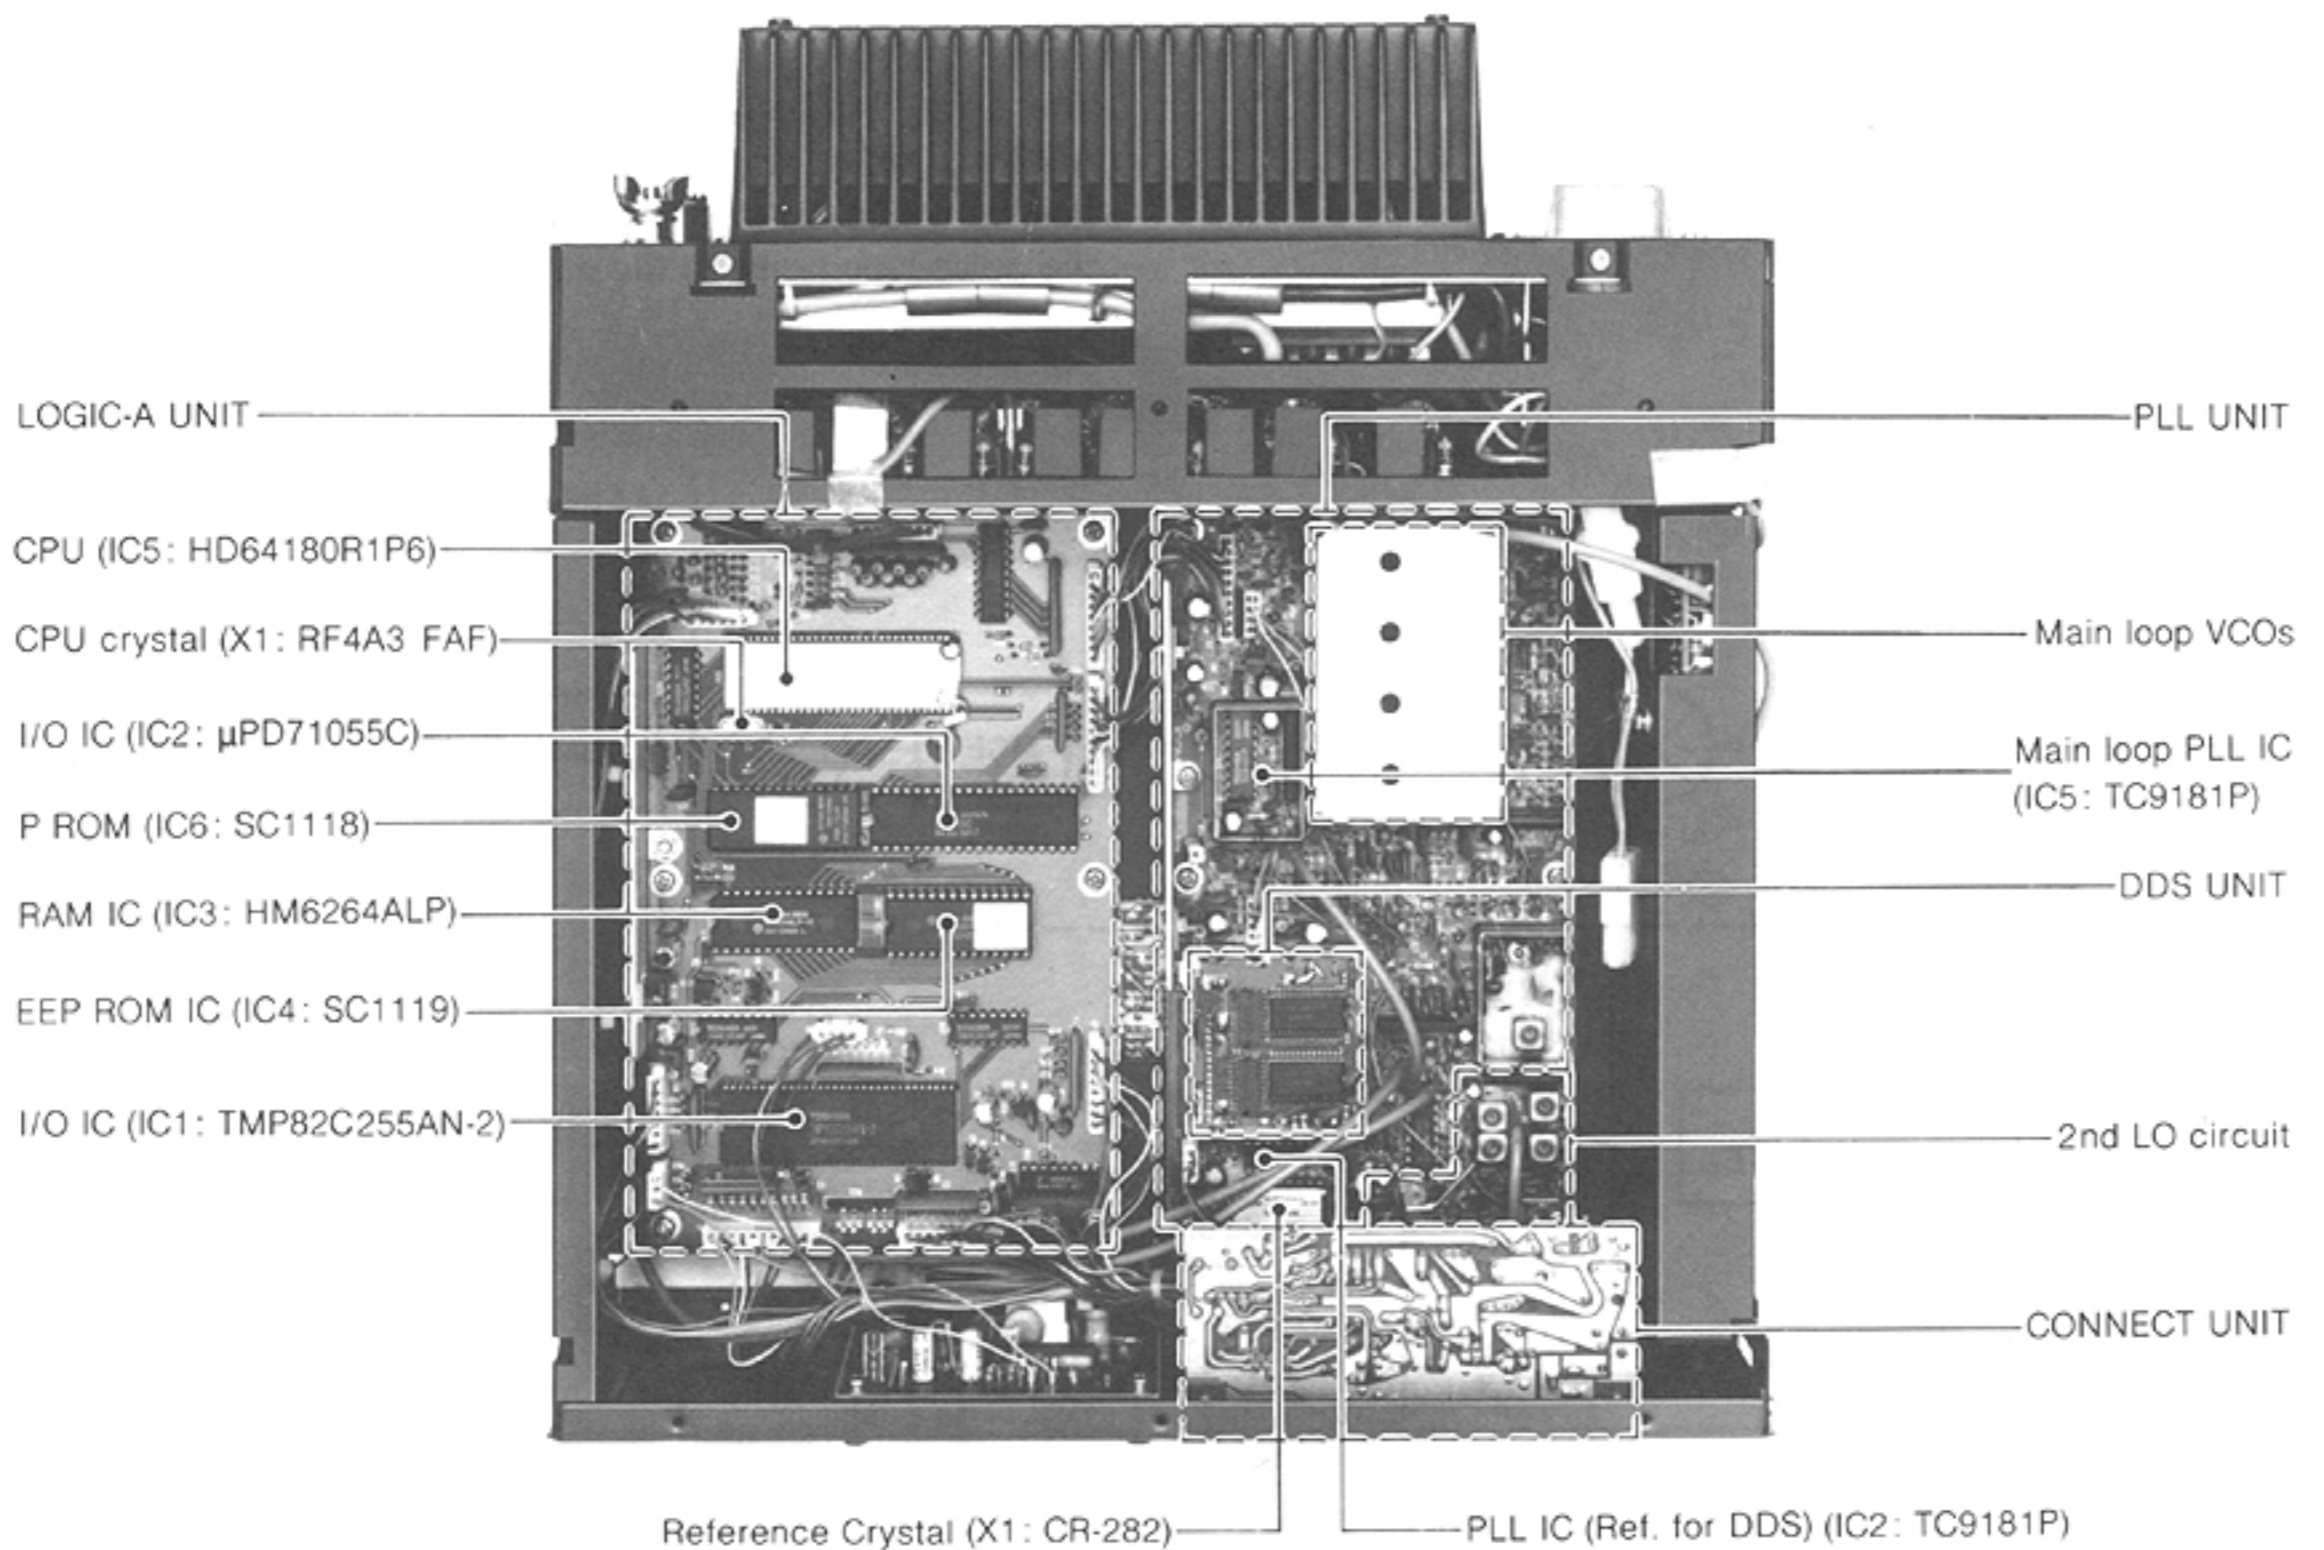 LOGIC-A UNIT
PLL UNIT
CPU (IC5: HD64180R1P6)
CPU crystal (X1: RF4A3 FAF)
Main loop VCOs
I/O IC (IC2: µPD71055C)
Main loop PLL IC
(IC5: TC9181P)
P ROM (IC6: SC1118)
DDS UNIT
RAM IC (IC3: HM6264ALP)
EEP ROM IC (IC4: SC1119)
I/O IC (IC1: TMP82C255AN-2)
2nd LO circuit
CONNECT UNIT
Reference Crystal (X1: CR-282)
PLL IC (Ref. for DDS) (IC2: TC9181P)